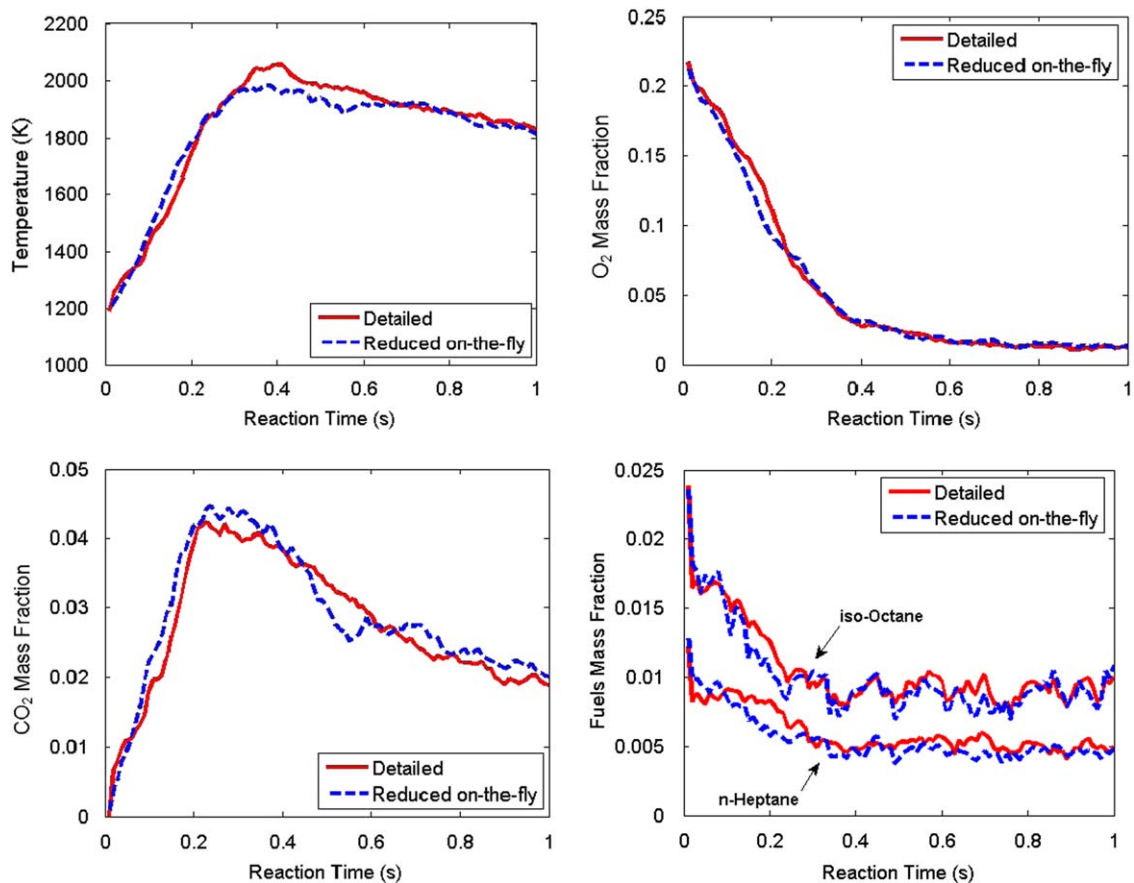 Temperature (K)
2200
2000
1800
1600
1400
1200
1000
Detailed
Reduced on-the-fly
0 0.2 0.4 0.6 0.8 1
Reaction Time (s)
O2 Mass Fraction
0.25
0.2
0.15
0.1
0.05
0
Detailed
Reduced on-the-fly
0 0.2 0.4 0.6 0.8 1
Reaction Time (s)
CO2 Mass Fraction
0.05
0.04
0.03
0.02
0.01
0
Detailed
Reduced on-the-fly
0 0.2 0.4 0.6 0.8 1
Reaction Time (s)
Fuels Mass Fraction
0.025
0.02
0.015
0.01
0.005
0
Detailed
Reduced on-the-fly
iso-Octane
n-Heptane
0 0.2 0.4 0.6 0.8 1
Reaction Time (s)